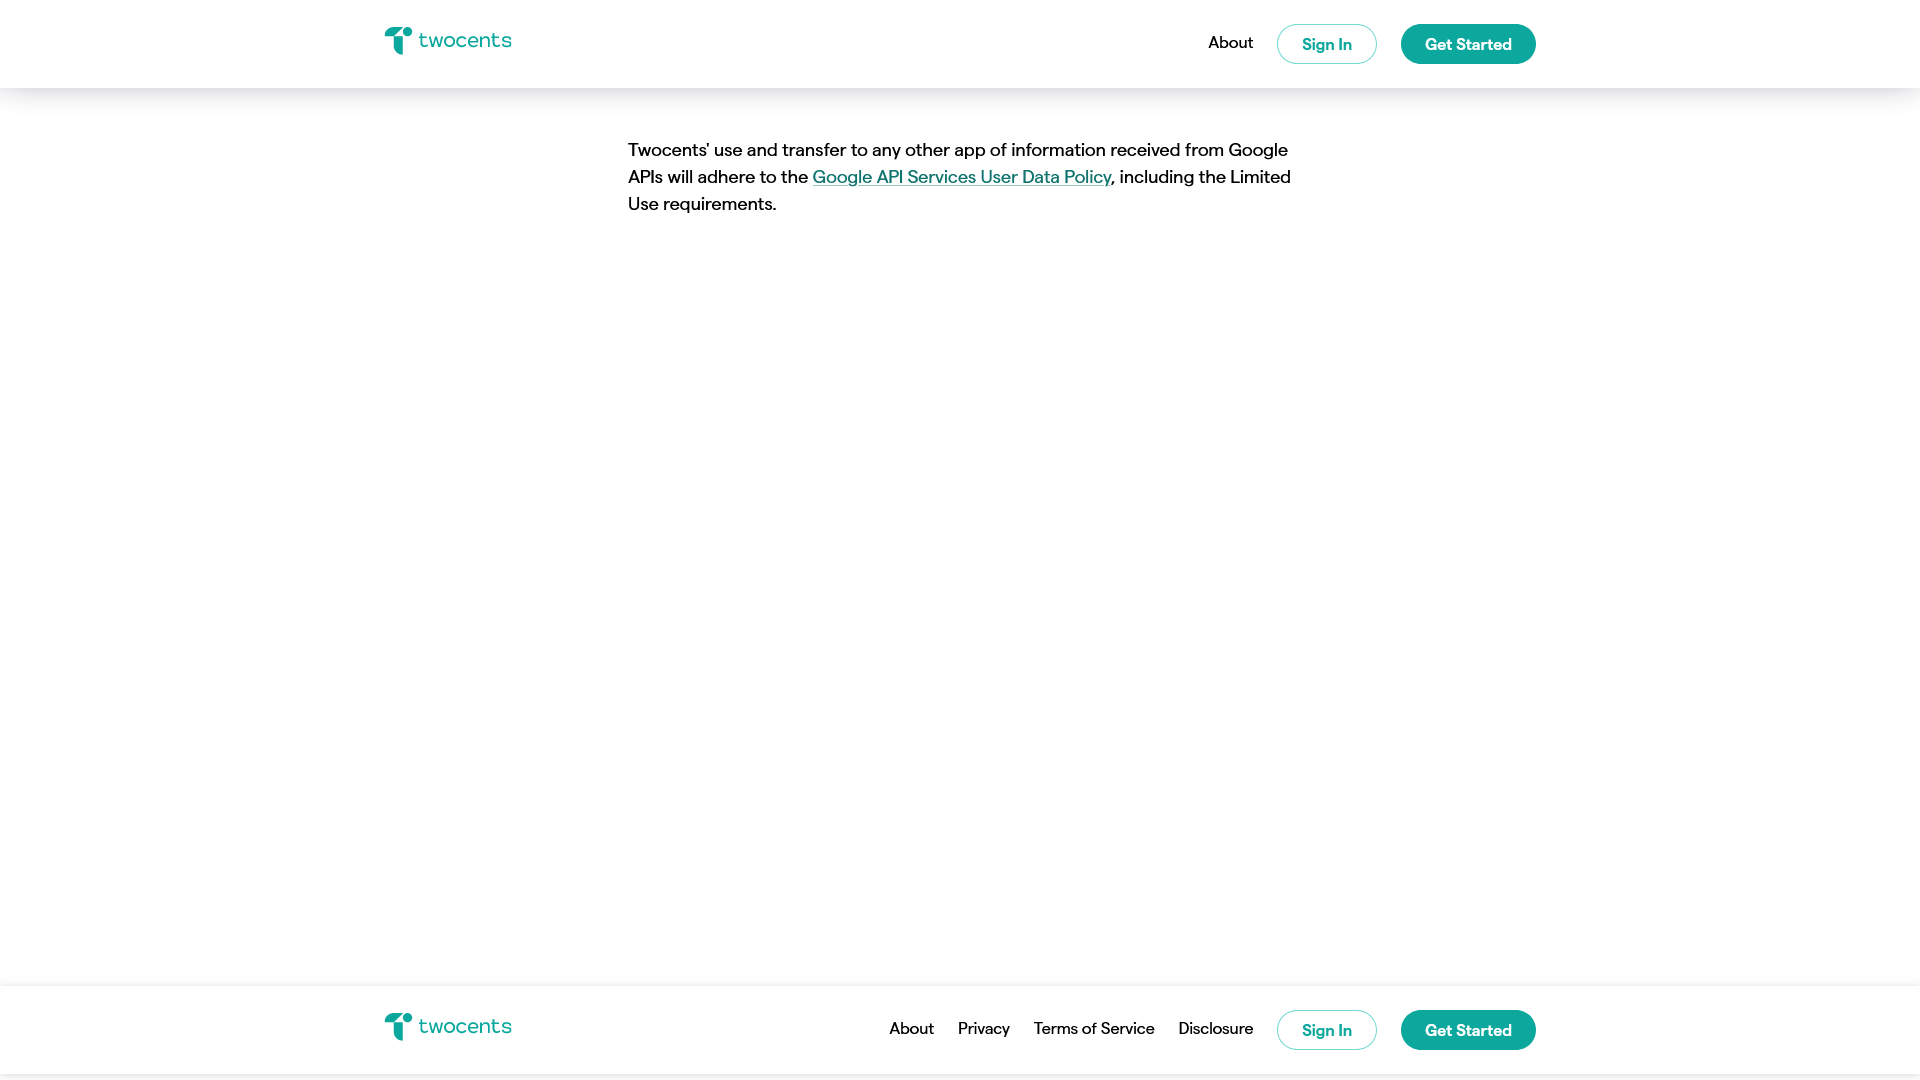 twocents
About
Sign In
Get Started
Twocents' use and transfer to any other app of information received from Google
APIs will adhere to the Google API Services User Data Policy, including the Limited
Use requirements.
twocents
About
Privacy
Terms of Service
Disclosure
Sign In
Get Started